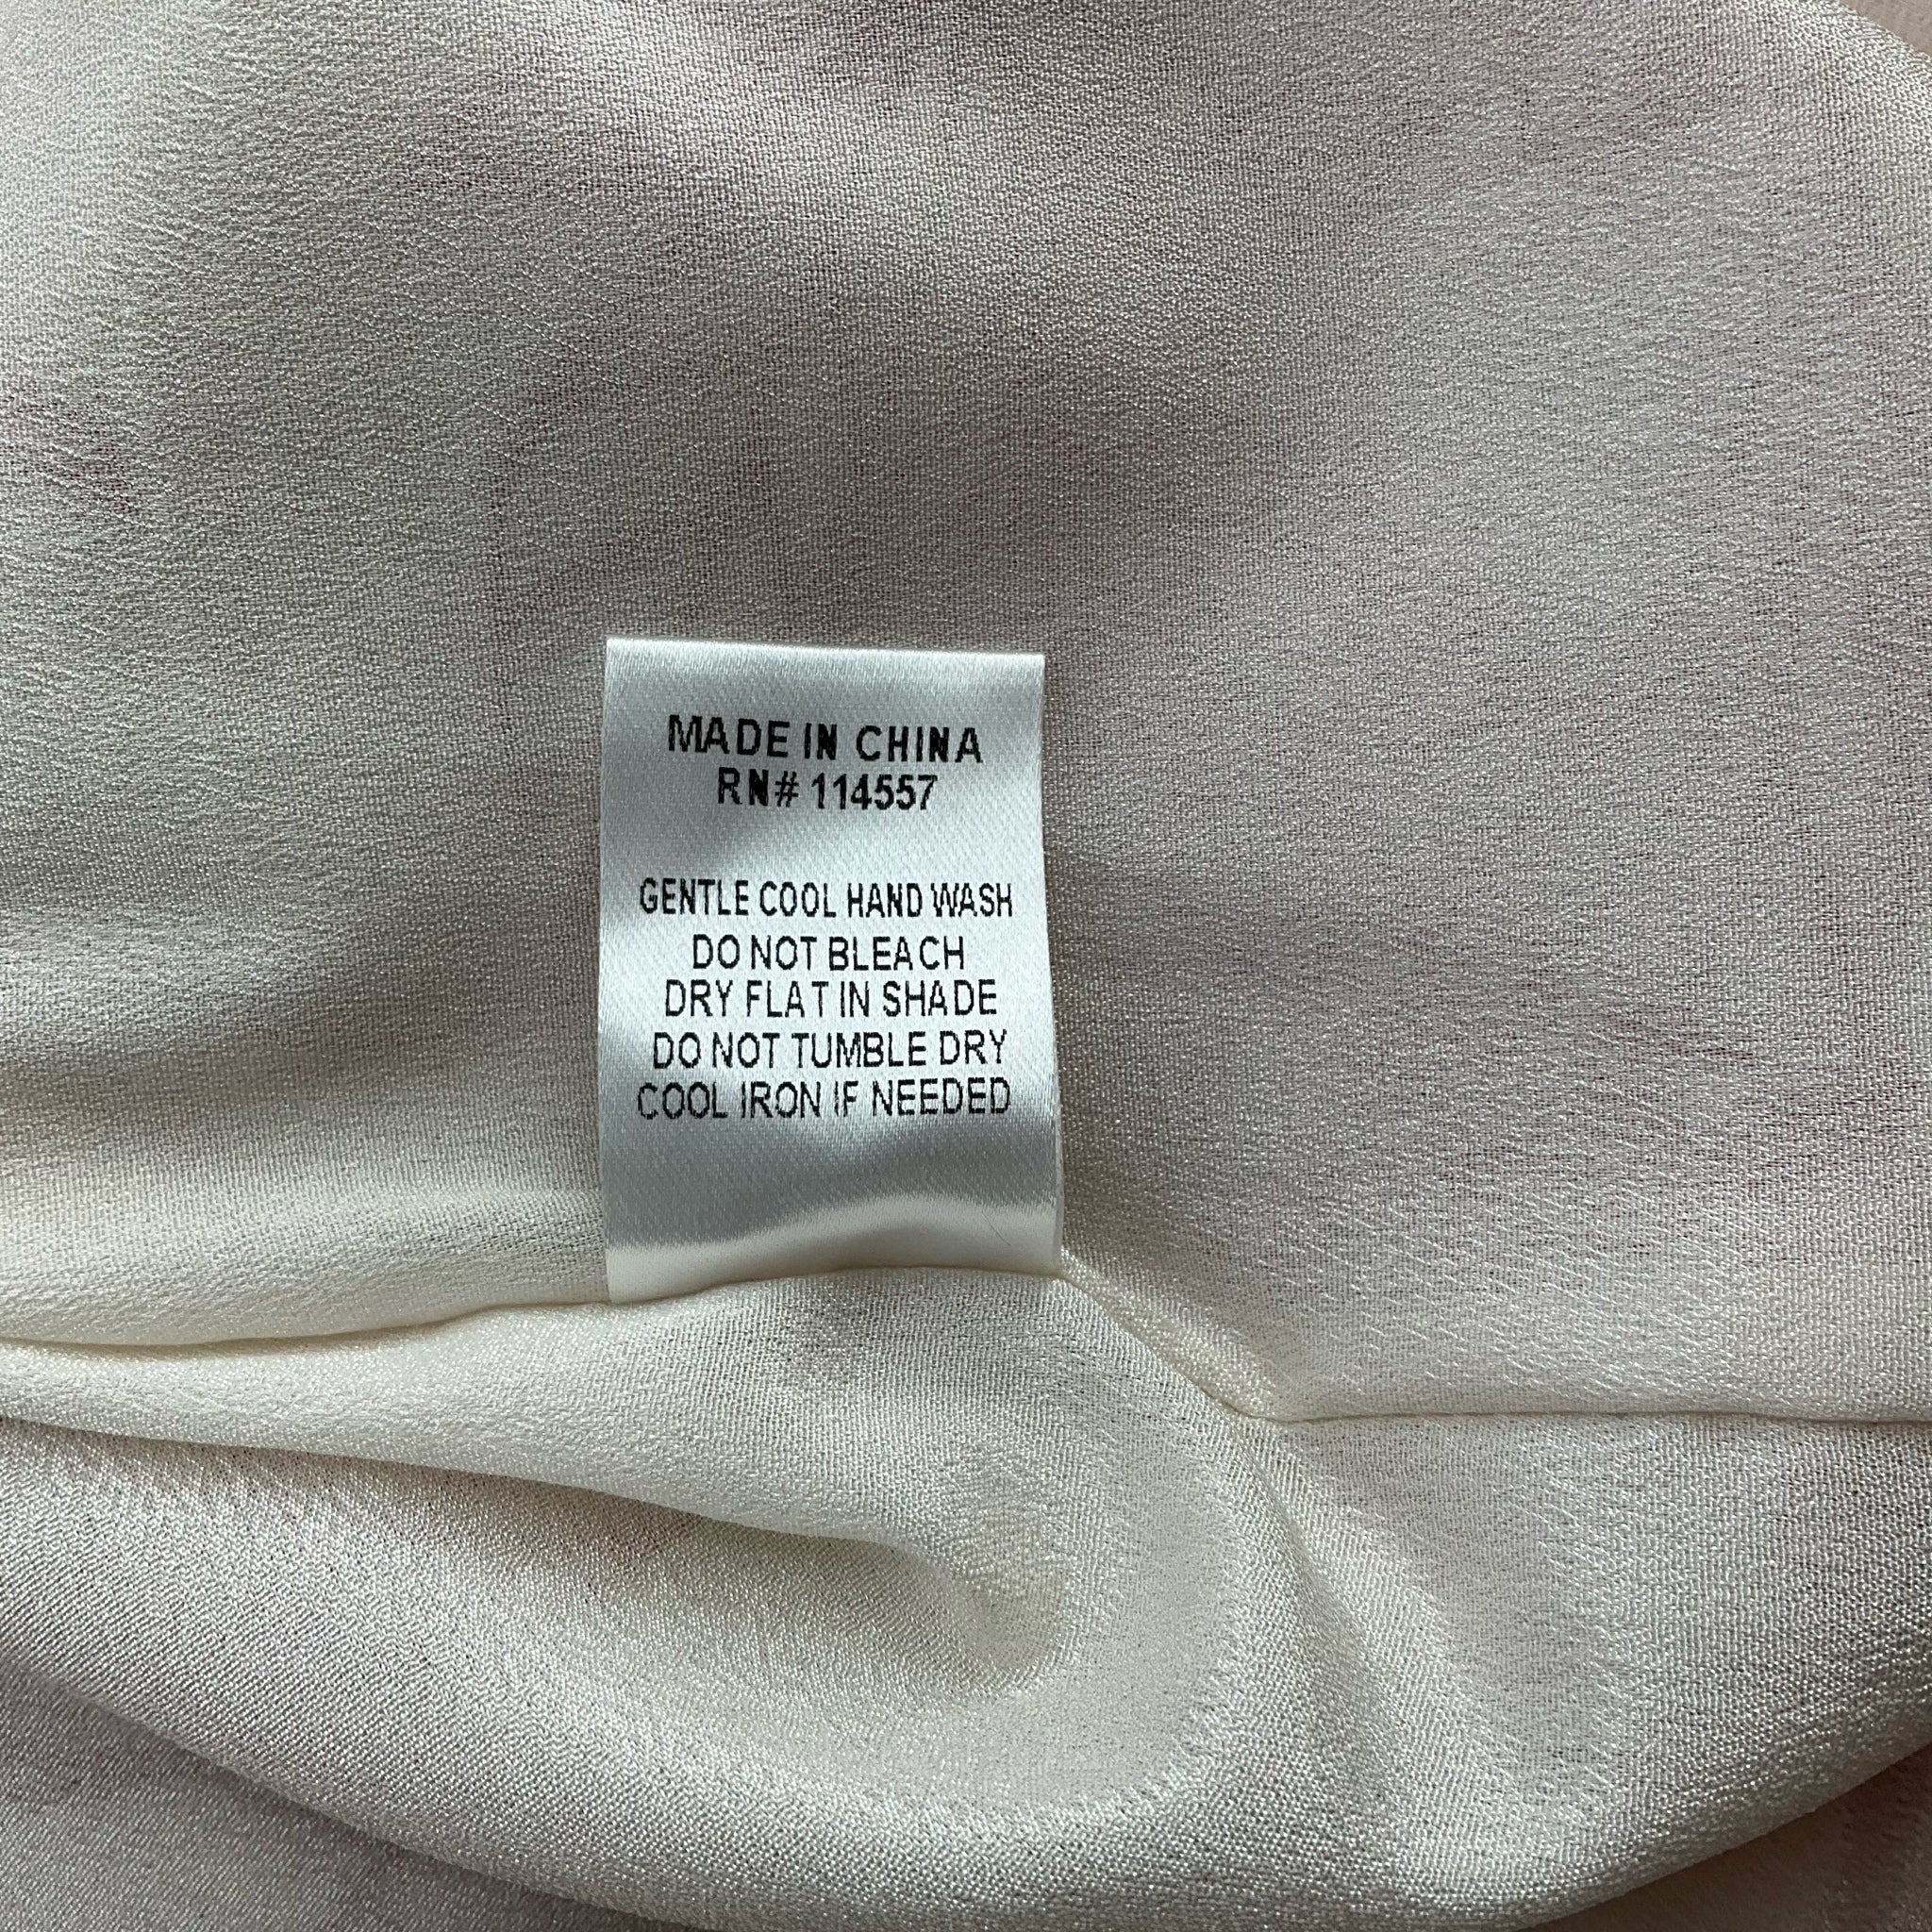 MADE IN CHINA
RN# 114557
GENTLE COOL HAND WASH
DO NOT BLEACH
DRY FLAT IN SHADE
DO NOT TUMBLE DRY
COOL IRON IF NEEDED